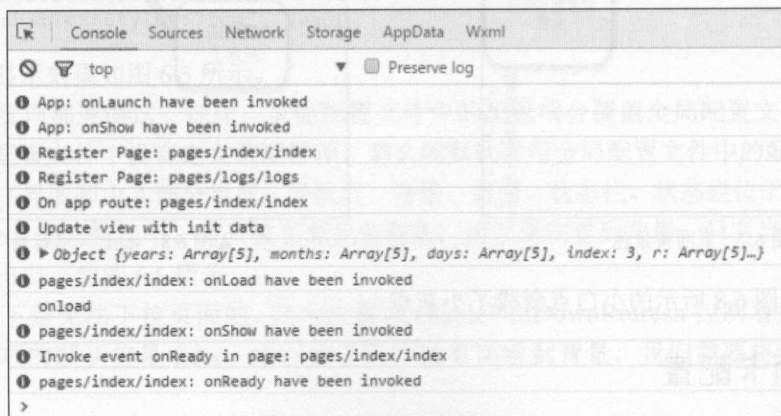 Console Sources Network Storage AppData Wxml
top Preserve log
App: onLaunch have been invoked
App: onShow have been invoked
Register Page: pages/index/index
Register Page: pages/logs/logs
On app route: pages/index/index
Update view with init data
Object {years: Array[5], months: Array[5], days: Array[5], index: 3, r: Array[5]…}
pages/index/index: onLoad have been invoked
onload
pages/index/index: onShow have been invoked
Invoke event onReady in page: pages/index/index
pages/index/index: onReady have been invoked
>